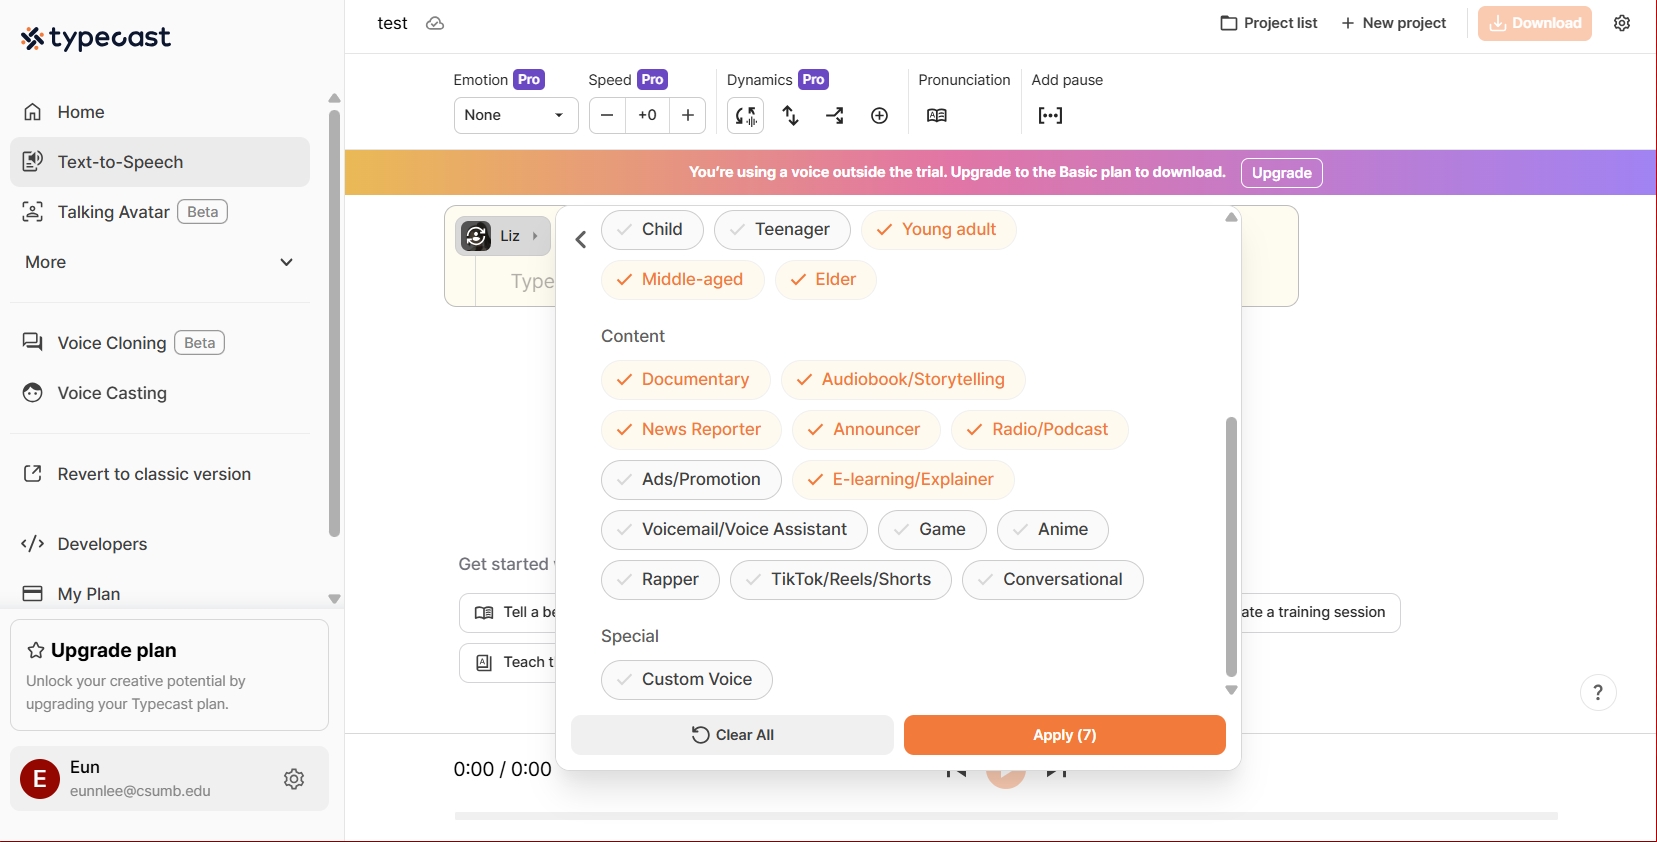 typecast
Home
Text-to-Speech
Talking Avatar Beta
More
Voice Cloning Beta
Voice Casting
Revert to classic version
Developers
My Plan
Upgrade plan
Unlock your creative potential by
upgrading your Typecast plan.
E
Eun
eunnlee@csumb.edu
test
Project list
New project
Download
Emotion Pro
Speed Pro
Dynamics Pro
Pronunciation
Add pause
None
+0
You're using a voice outside the trial. Upgrade to the Basic plan to download.
Upgrade
Liz
Type
Child
Teenager
Young adult
Middle-aged
Elder
Content
Documentary
Audiobook/Storytelling
News Reporter
Announcer
Radio/Podcast
Ads/Promotion
E-learning/Explainer
Voicemail/Voice Assistant
Game
Anime
Rapper
TikTok/Reels/Shorts
Conversational
Special
Custom Voice
Clear All
Apply (7)
Get started
Tell a be
ate a training session
Teach t
?
0:00 / 0:00